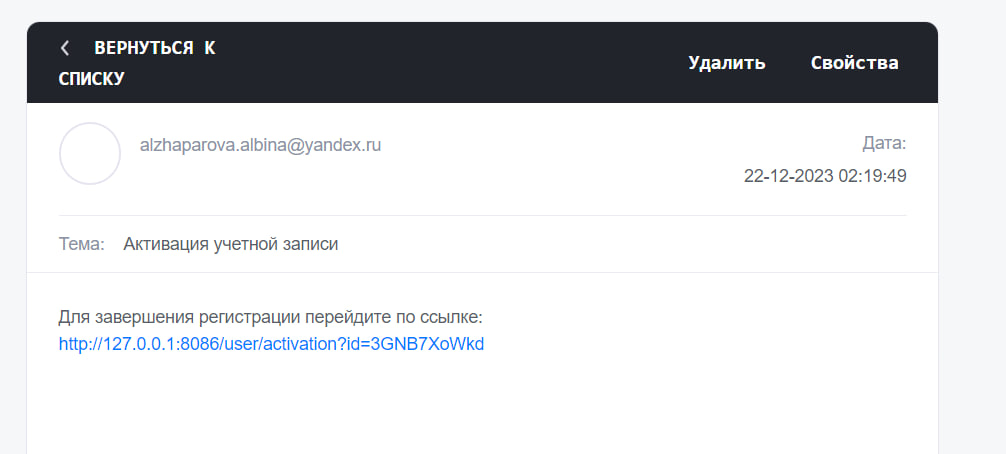 ВЕРНУТЬСЯ К
СПИСКУ
Удалить Свойства
alzhaparova.albina@yandex.ru
Дата:
22-12-2023 02:19:49
Тема: Активация учетной записи
Для завершения регистрации перейдите по ссылке:
http://127.0.0.1:8086/user/activation?id=3GNB7XoWkd